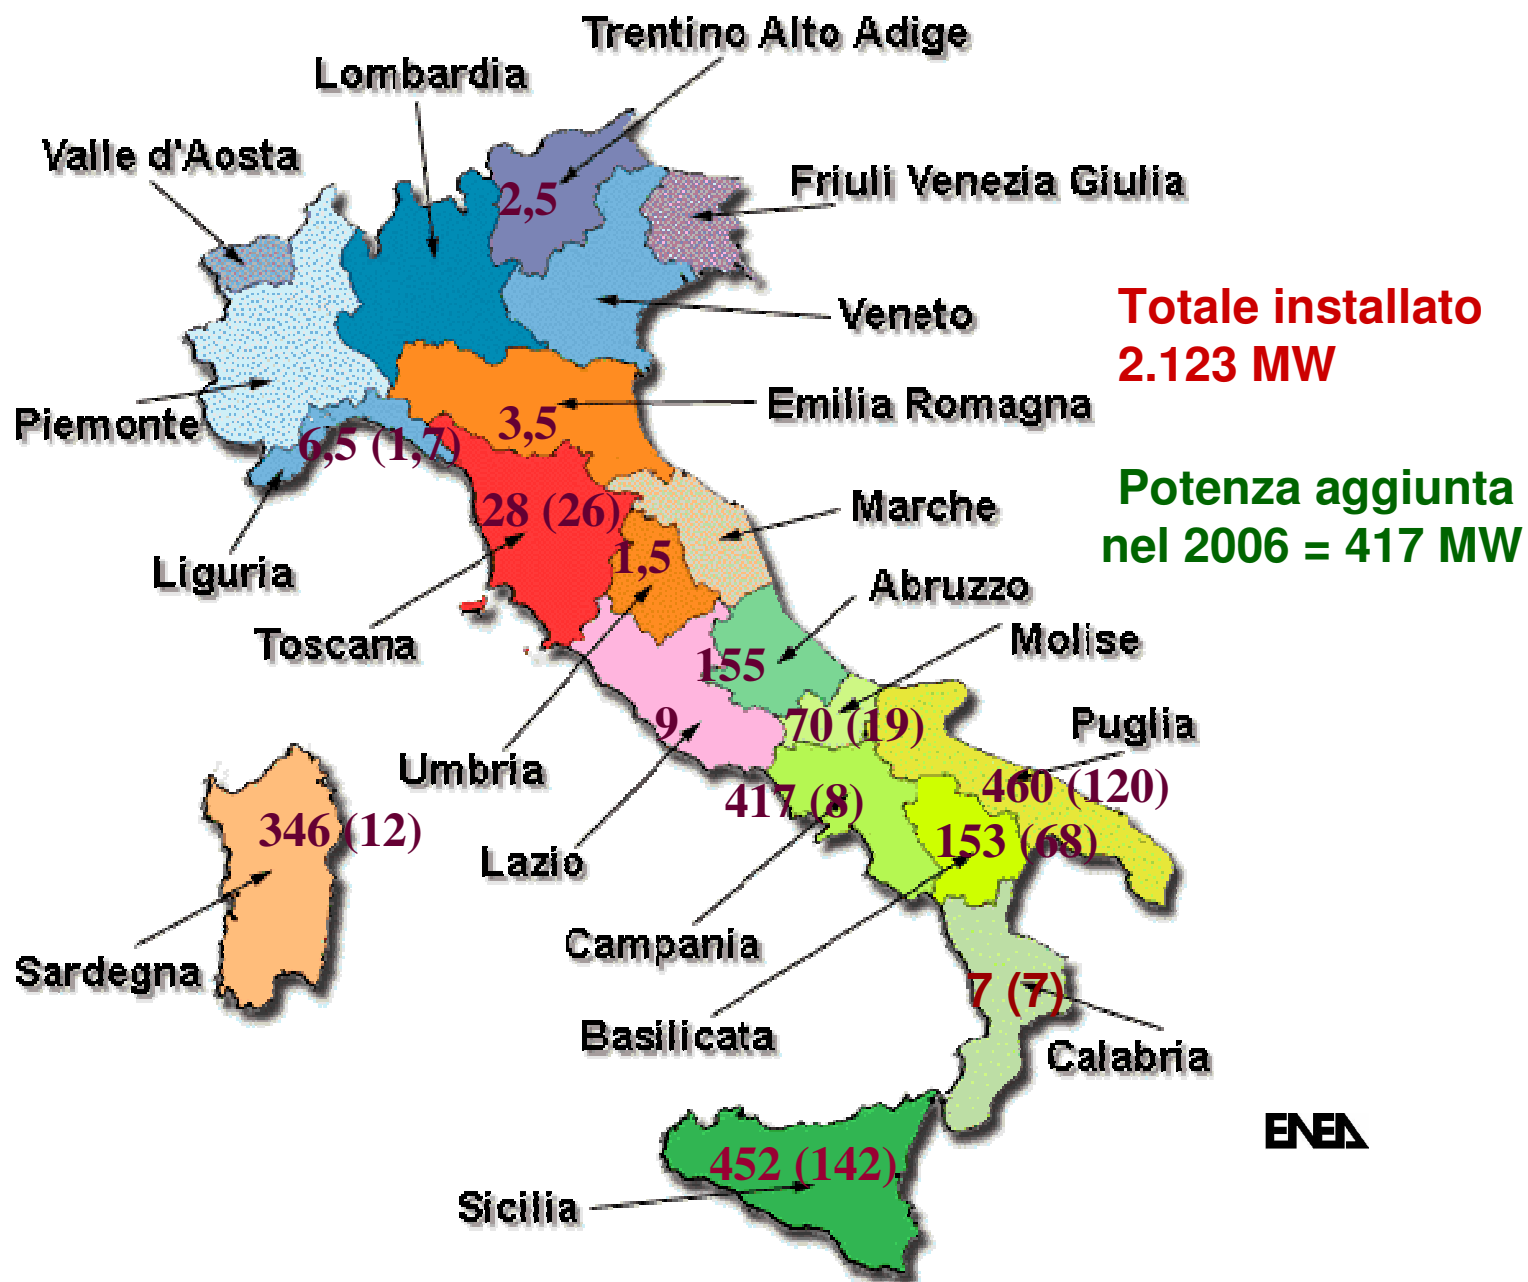 Trentino Alto Adige
Lombardia
Valle d'Aosta
Friuli Venezia Giulia
2,5
Totale installato
2.123 MW
Veneto
Piemonte
Emilia Romagna
3,5
6,5 (1,7)
Potenza aggiunta
nel 2006 = 417 MW
28 (26)
Marche
1,5
Liguria
Abruzzo
Toscana
Molise
155
9
70 (19)
Puglia
Umbria
417 (8)
460 (120)
346 (12)
153 (68)
Lazio
Campania
Sardegna
7 (7)
Basilicata
Calabria
ENEA
452 (142)
Sicilia